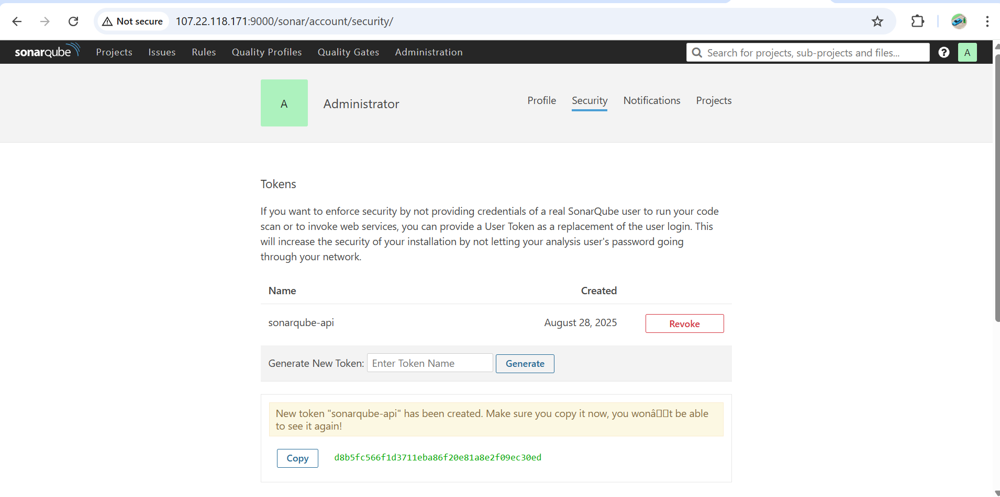 Not secure 107.22.118.171:9000/sonar/account/security/
sonarqube Projects Issues Rules Quality Profiles Quality Gates Administration Search for projects, sub-projects and files... ? A
A Administrator Profile Security Notifications Projects
Tokens
If you want to enforce security by not providing credentials of a real SonarQube user to run your code
scan or to invoke web services, you can provide a User Token as a replacement of the user login. This
will increase the security of your installation by not letting your analysis user's password going
through your network.
Name Created
sonarqube-api August 28, 2025 Revoke
Generate New Token: Enter Token Name Generate
New token "sonarqube-api" has been created. Make sure you copy it now, you wonâ▯▯t be able
to see it again!
Copy d8b5fc566f1d3711eba86f20e81a8e2f09ec30ed